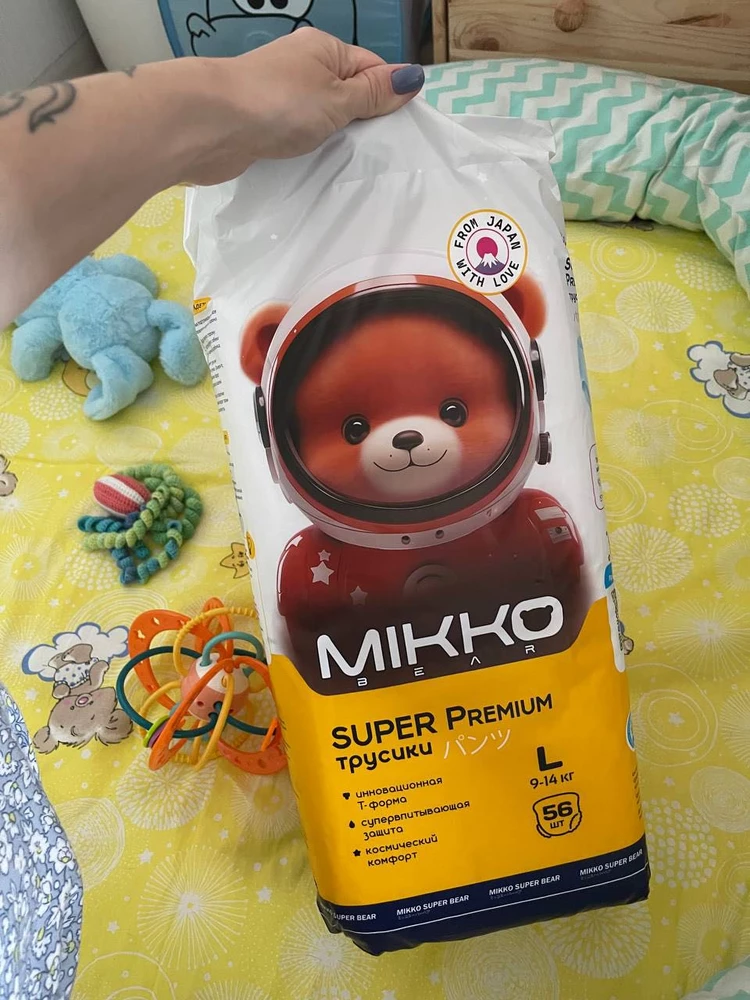 FROM JAPAN
WITH LOVE
MIKKO
BEAR
SUPER PREMIUM
трусики パンツ
инновационная
Т-форма
супервпитывающая
защита
космический
комфорт
L
9-14 кг
56
шт
SUPER BEAR
MIKKO SUPER BEAR
MIKKO SUPER BEAR
MIKKO SUPER BEAR